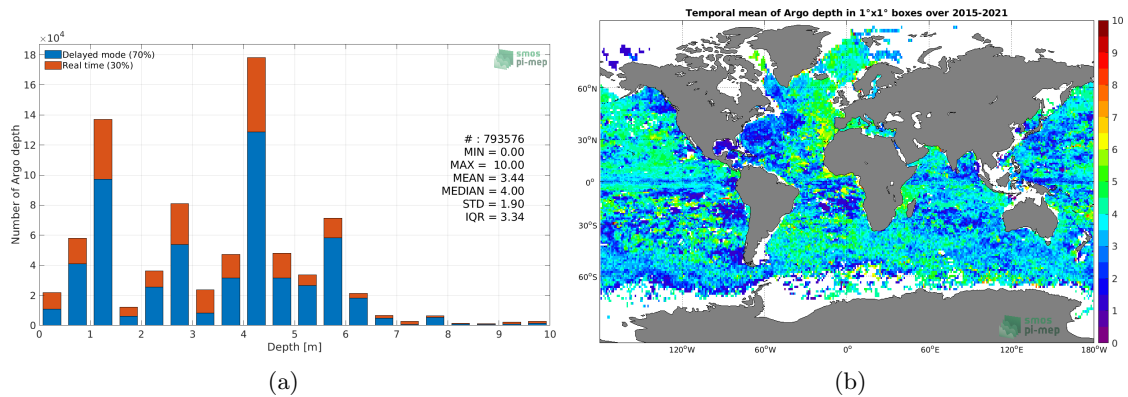 ×10⁴
18
16
14
12
10
8
6
4
2
0
0 1 2 3 4 5 6 7 8 9 10
Number of Argo depth
Depth [m]
Delayed mode (70%)
Real time (30%)
smos
pi-mep
# : 793576
MIN = 0.00
MAX = 10.00
MEAN = 3.44
MEDIAN = 4.00
STD = 1.90
IQR = 3.34
(a)
Temporal mean of Argo depth in 1°x1° boxes over 2015-2021
60°N
30°N
0°
30°S
60°S
120°W 60°W 0° 60°E 120°E 180°W
smos
pi-mep
10
9
8
7
6
5
4
3
2
1
0
(b)